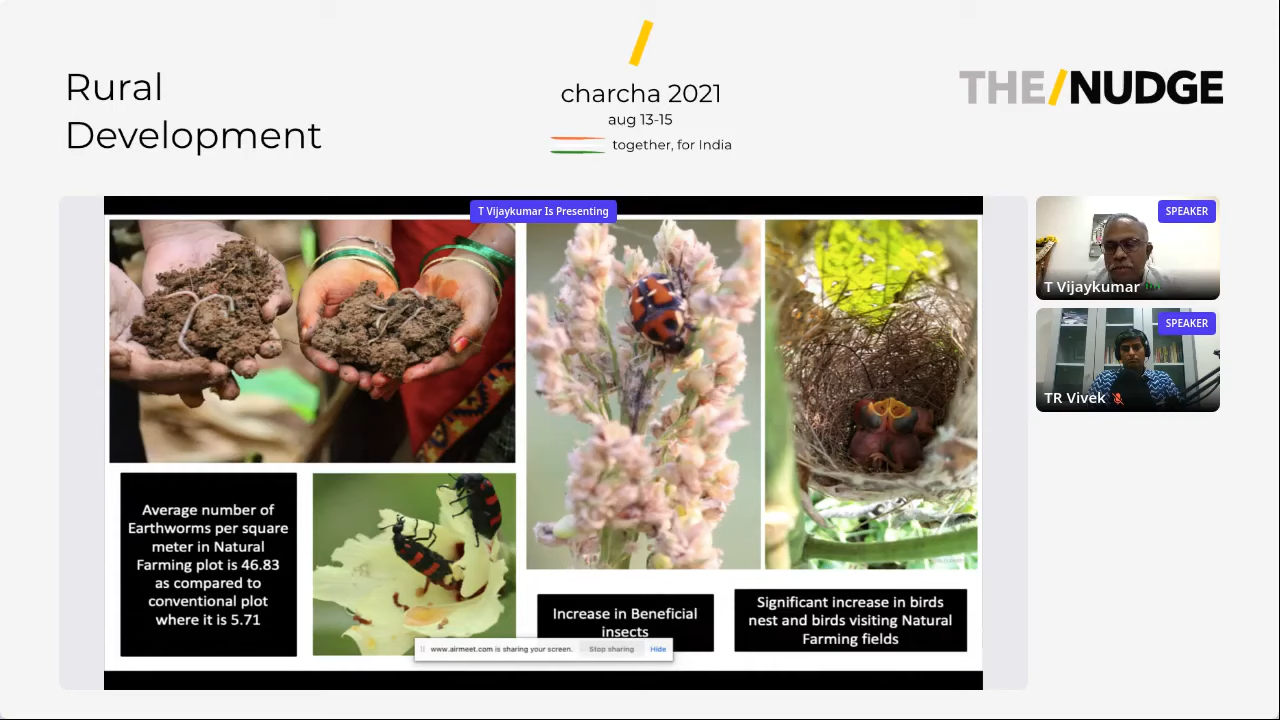 Rural
Development
charcha 2021
aug 13-15
together, for India
THE/NUDGE
T Vijaykumar Is Presenting
SPEAKER
T Vijaykumar
SPEAKER
TR Vivek
Average number of
Earthworms per square
meter in Natural
Farming plot is 46.83
as compared to
conventional plot
where it is 5.71
Increase in Beneficial
insects
Significant increase in birds
nest and birds visiting Natural
Farming fields
www.airmeet.com is sharing your screen. Stop sharing Hide